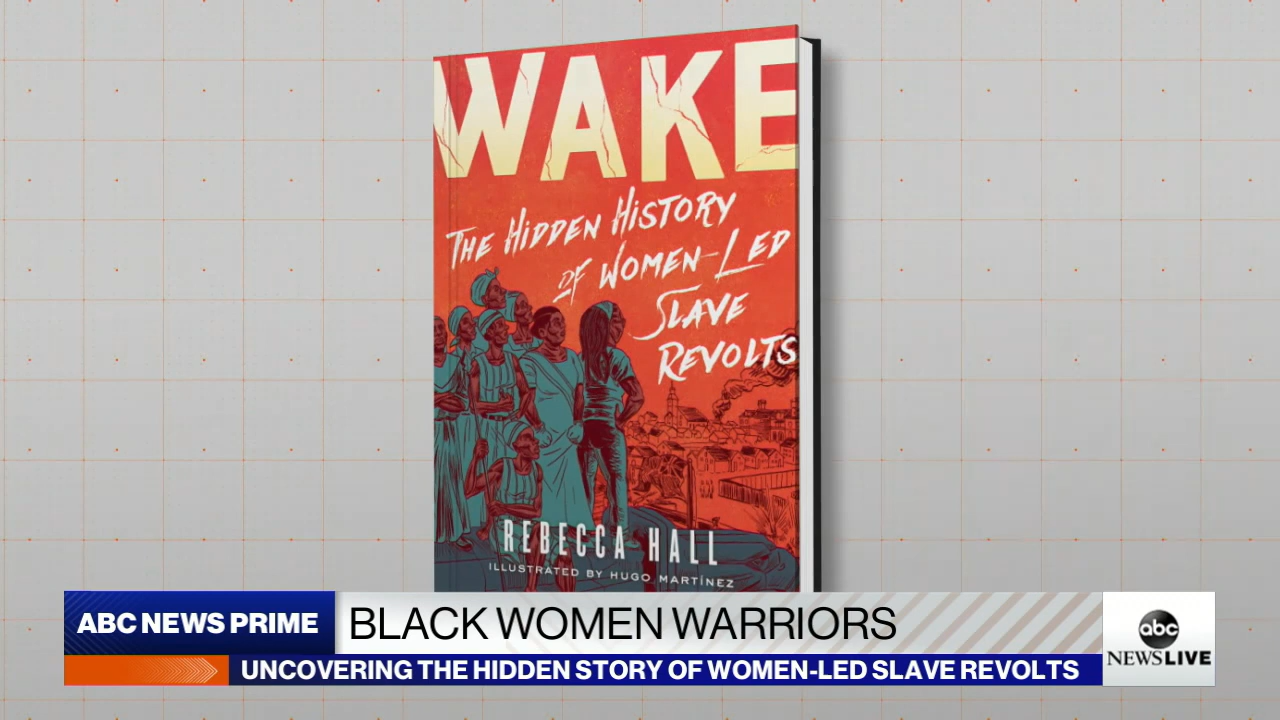 WAKE
THE HIDDEN HISTORY
OF WOMEN-LED
SLAVE
REVOLTS
REBECCA HALL
ILLUSTRATED BY HUGO MARTÍNEZ
ABC NEWS PRIME
BLACK WOMEN WARRIORS
UNCOVERING THE HIDDEN STORY OF WOMEN-LED SLAVE REVOLTS
abc
NEWSLIVE